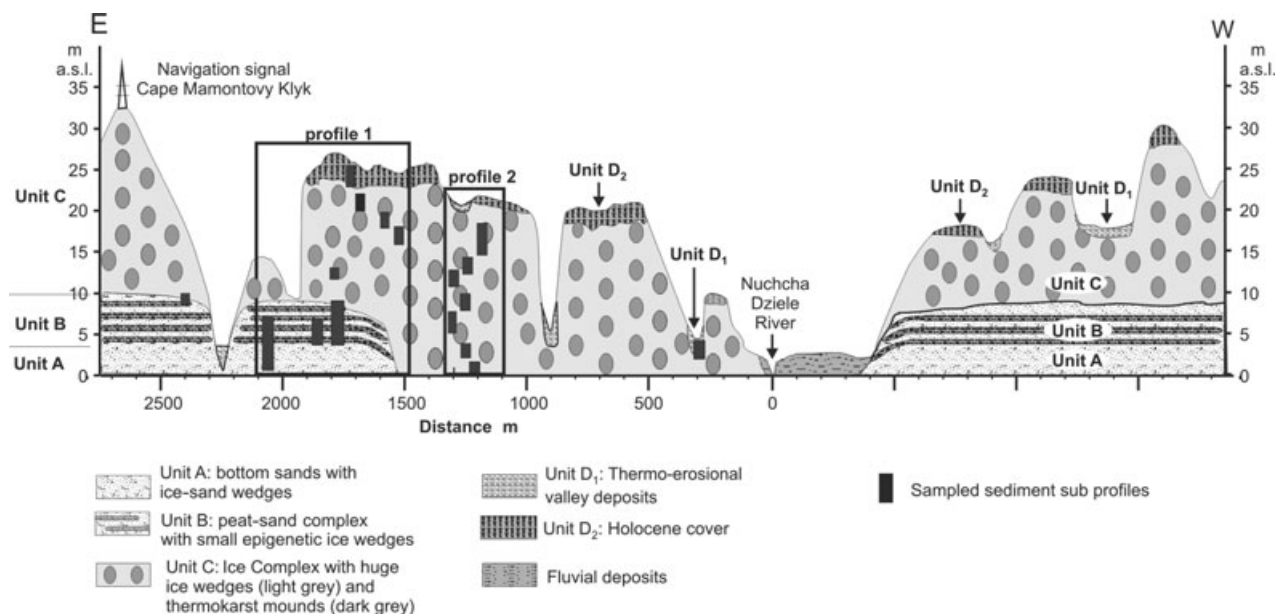 E
W
m
a.s.l.
35
30
25
20
15
10
5
0
Unit C
Unit B
Unit A
Navigation signal
Cape Mamontovy Klyk
profile 1
profile 2
Unit D2
Unit D1
Nuchcha
Dziele
River
Unit D2
Unit D1
Unit C
Unit B
Unit A
m
a.s.l.
35
30
25
20
15
10
5
0
2500
2000
1500
1000
500
0
Distance m
Unit A: bottom sands with
ice-sand wedges
Unit B: peat-sand complex
with small epigenetic ice wedges
Unit C: Ice Complex with huge
ice wedges (light grey) and
thermokarst mounds (dark grey)
Unit D1: Thermo-erosional
valley deposits
Unit D2: Holocene cover
Fluvial deposits
Sampled sediment sub profiles